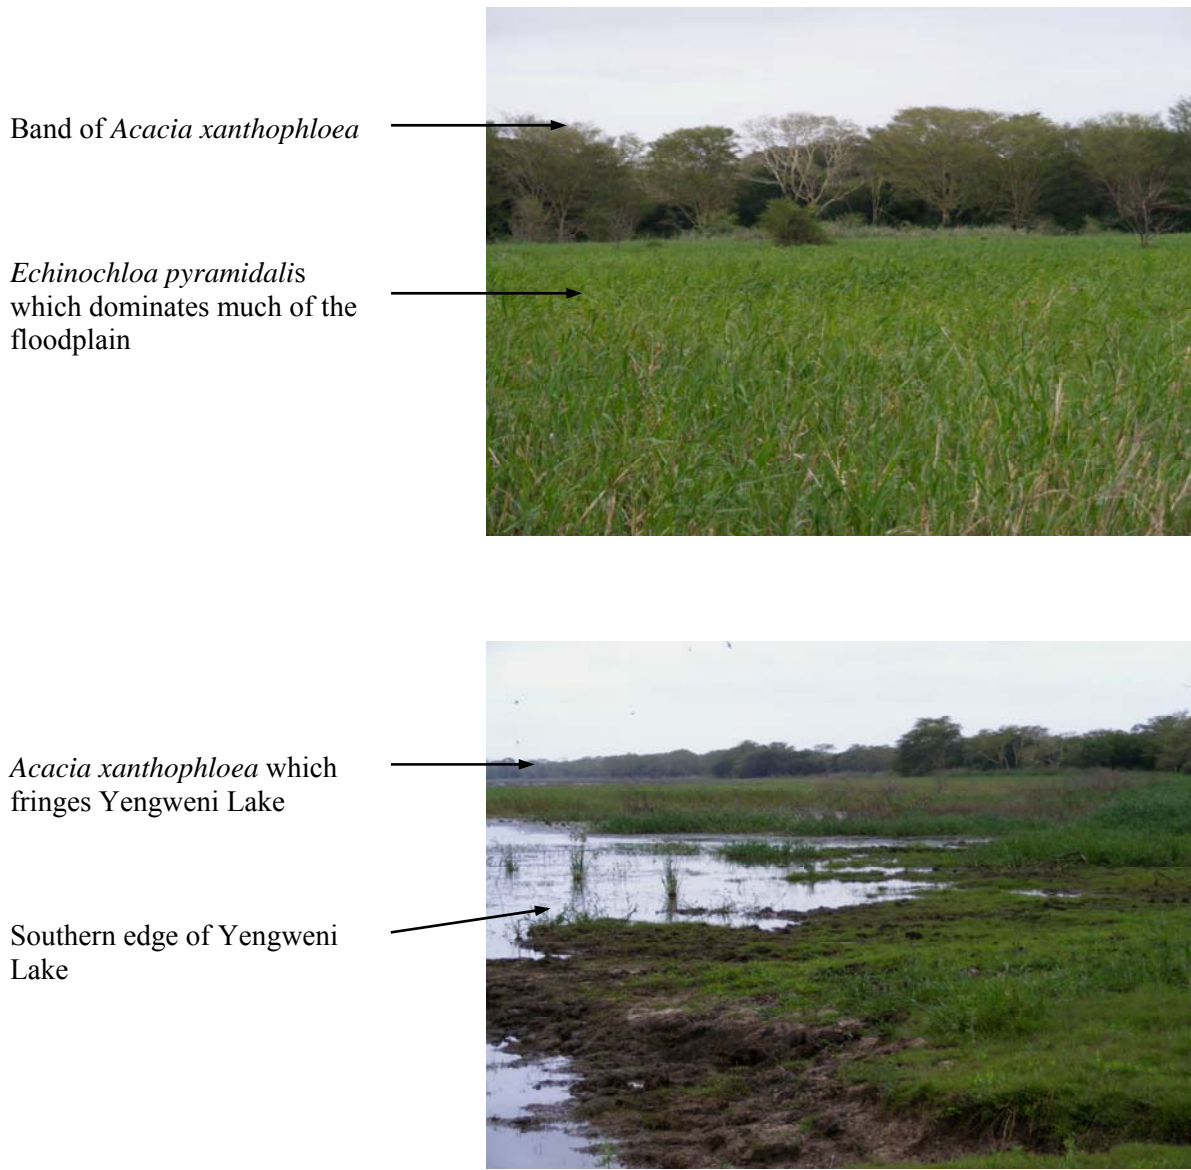 Band of Acacia xanthophloea
Echinochloa pyramidalis
which dominates much of the
floodplain
Acacia xanthophloea which
fringes Yengweni Lake
Southern edge of Yengweni
Lake